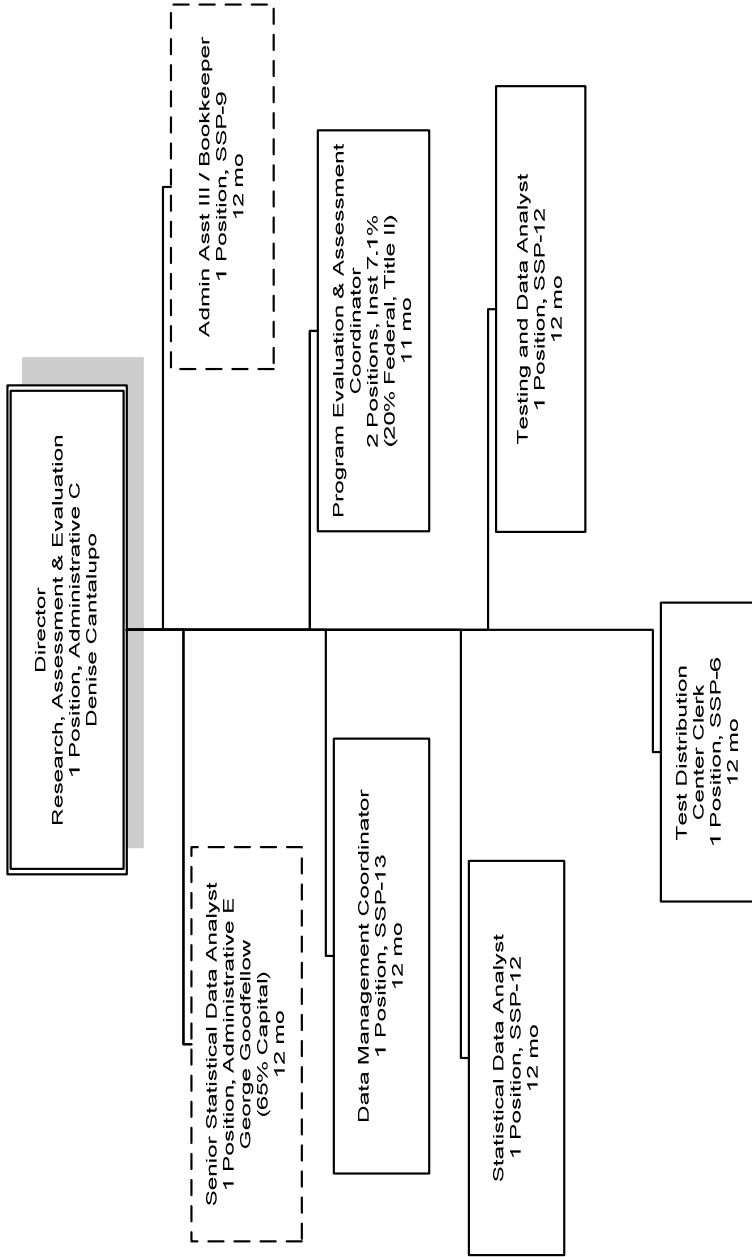 Director
Research, Assessment & Evaluation
1 Position, Administrative C
Denise Cantalupo
Senior Statistical Data Analyst
1 Position, Administrative E
George Goodfellow
(65% Capital)
12 mo
Admin Asst III / Bookkeeper
1 Position, SSP-9
12 mo
Data Management Coordinator
1 Position, SSP-13
12 mo
Program Evaluation & Assessment
Coordinator
2 Positions, Inst 7.1%
(20% Federal, Title II)
11 mo
Statistical Data Analyst
1 Position, SSP-12
12 mo
Testing and Data Analyst
1 Position, SSP-12
12 mo
Test Distribution
Center Clerk
1 Position, SSP-6
12 mo